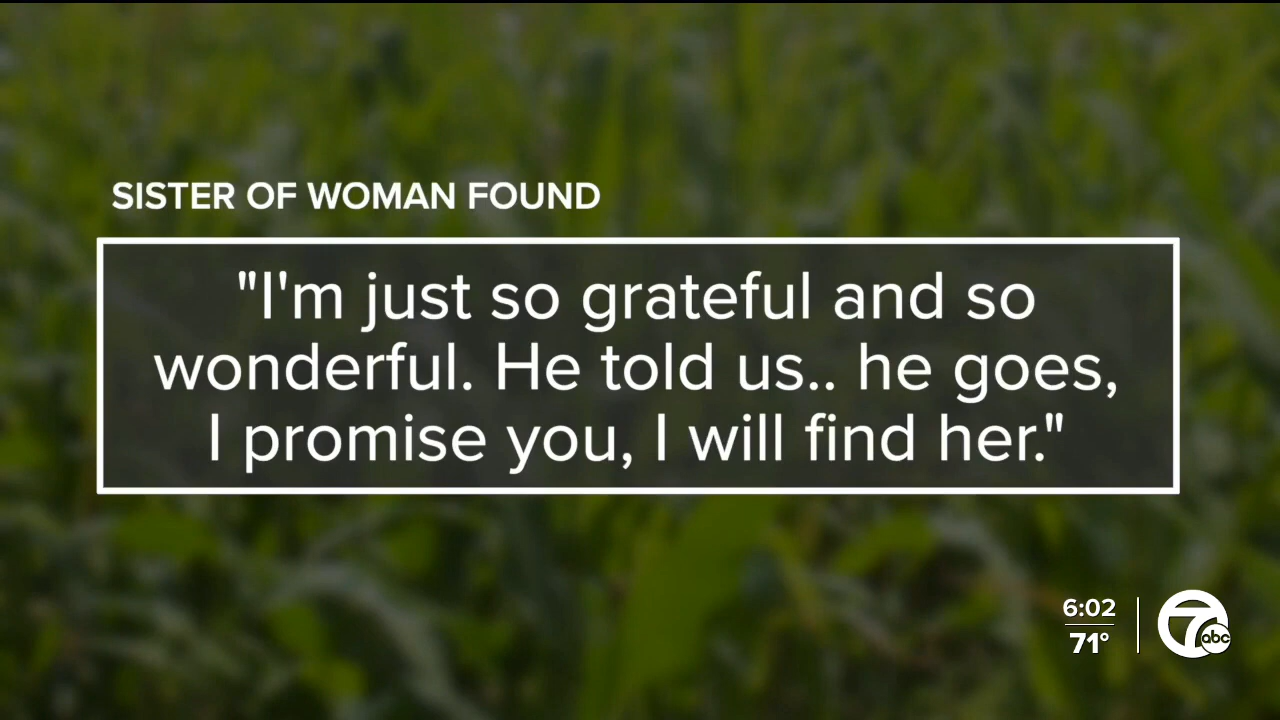 SISTER OF WOMAN FOUND
"I'm just so grateful and so
wonderful. He told us.. he goes,
I promise you, I will find her."
6:02
71°
7
abc